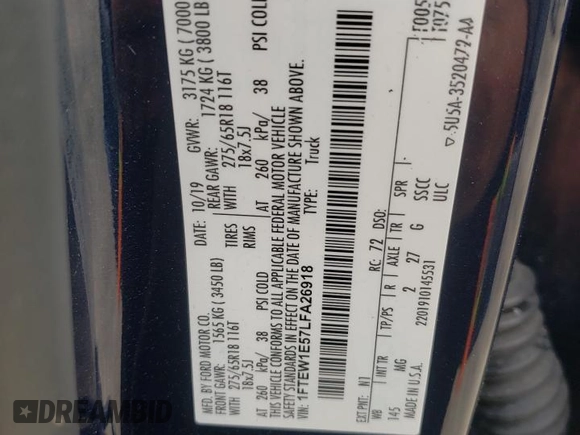 MFD. BY FORD MOTOR CO.
DATE: 10/19 GVWR: 3175 KG ( 7000
FRONT GAWR: 1565 KG ( 3450 LB) REAR GAWR: 1724 KG ( 3800 LB
WITH 275/65R18 116T TIRES WITH 275/65R18 116T
18x7.5J RIMS 18x7.5J
AT 260 kPa/ 38 PSI COLD AT 260 kPa/ 38 PSI COLD
THIS VEHICLE CONFORMS TO ALL APPLICABLE FEDERAL MOTOR VEHICLE
SAFETY STANDARDS IN EFFECT ON THE DATE OF MANUFACTURE SHOWN ABOVE.
VIN: 1FTEW1E57LFA26918 TYPE: Truck
T005
T075
EXT PNT: N1 RC: 72 DSO:
WB INT TR TP/PS R AXLE TR SPR
145 MG 2 27 G SSCC
2201910145531 ULC
MADE IN U.S.A.
5U5A-3520472-AA
DREAMBID